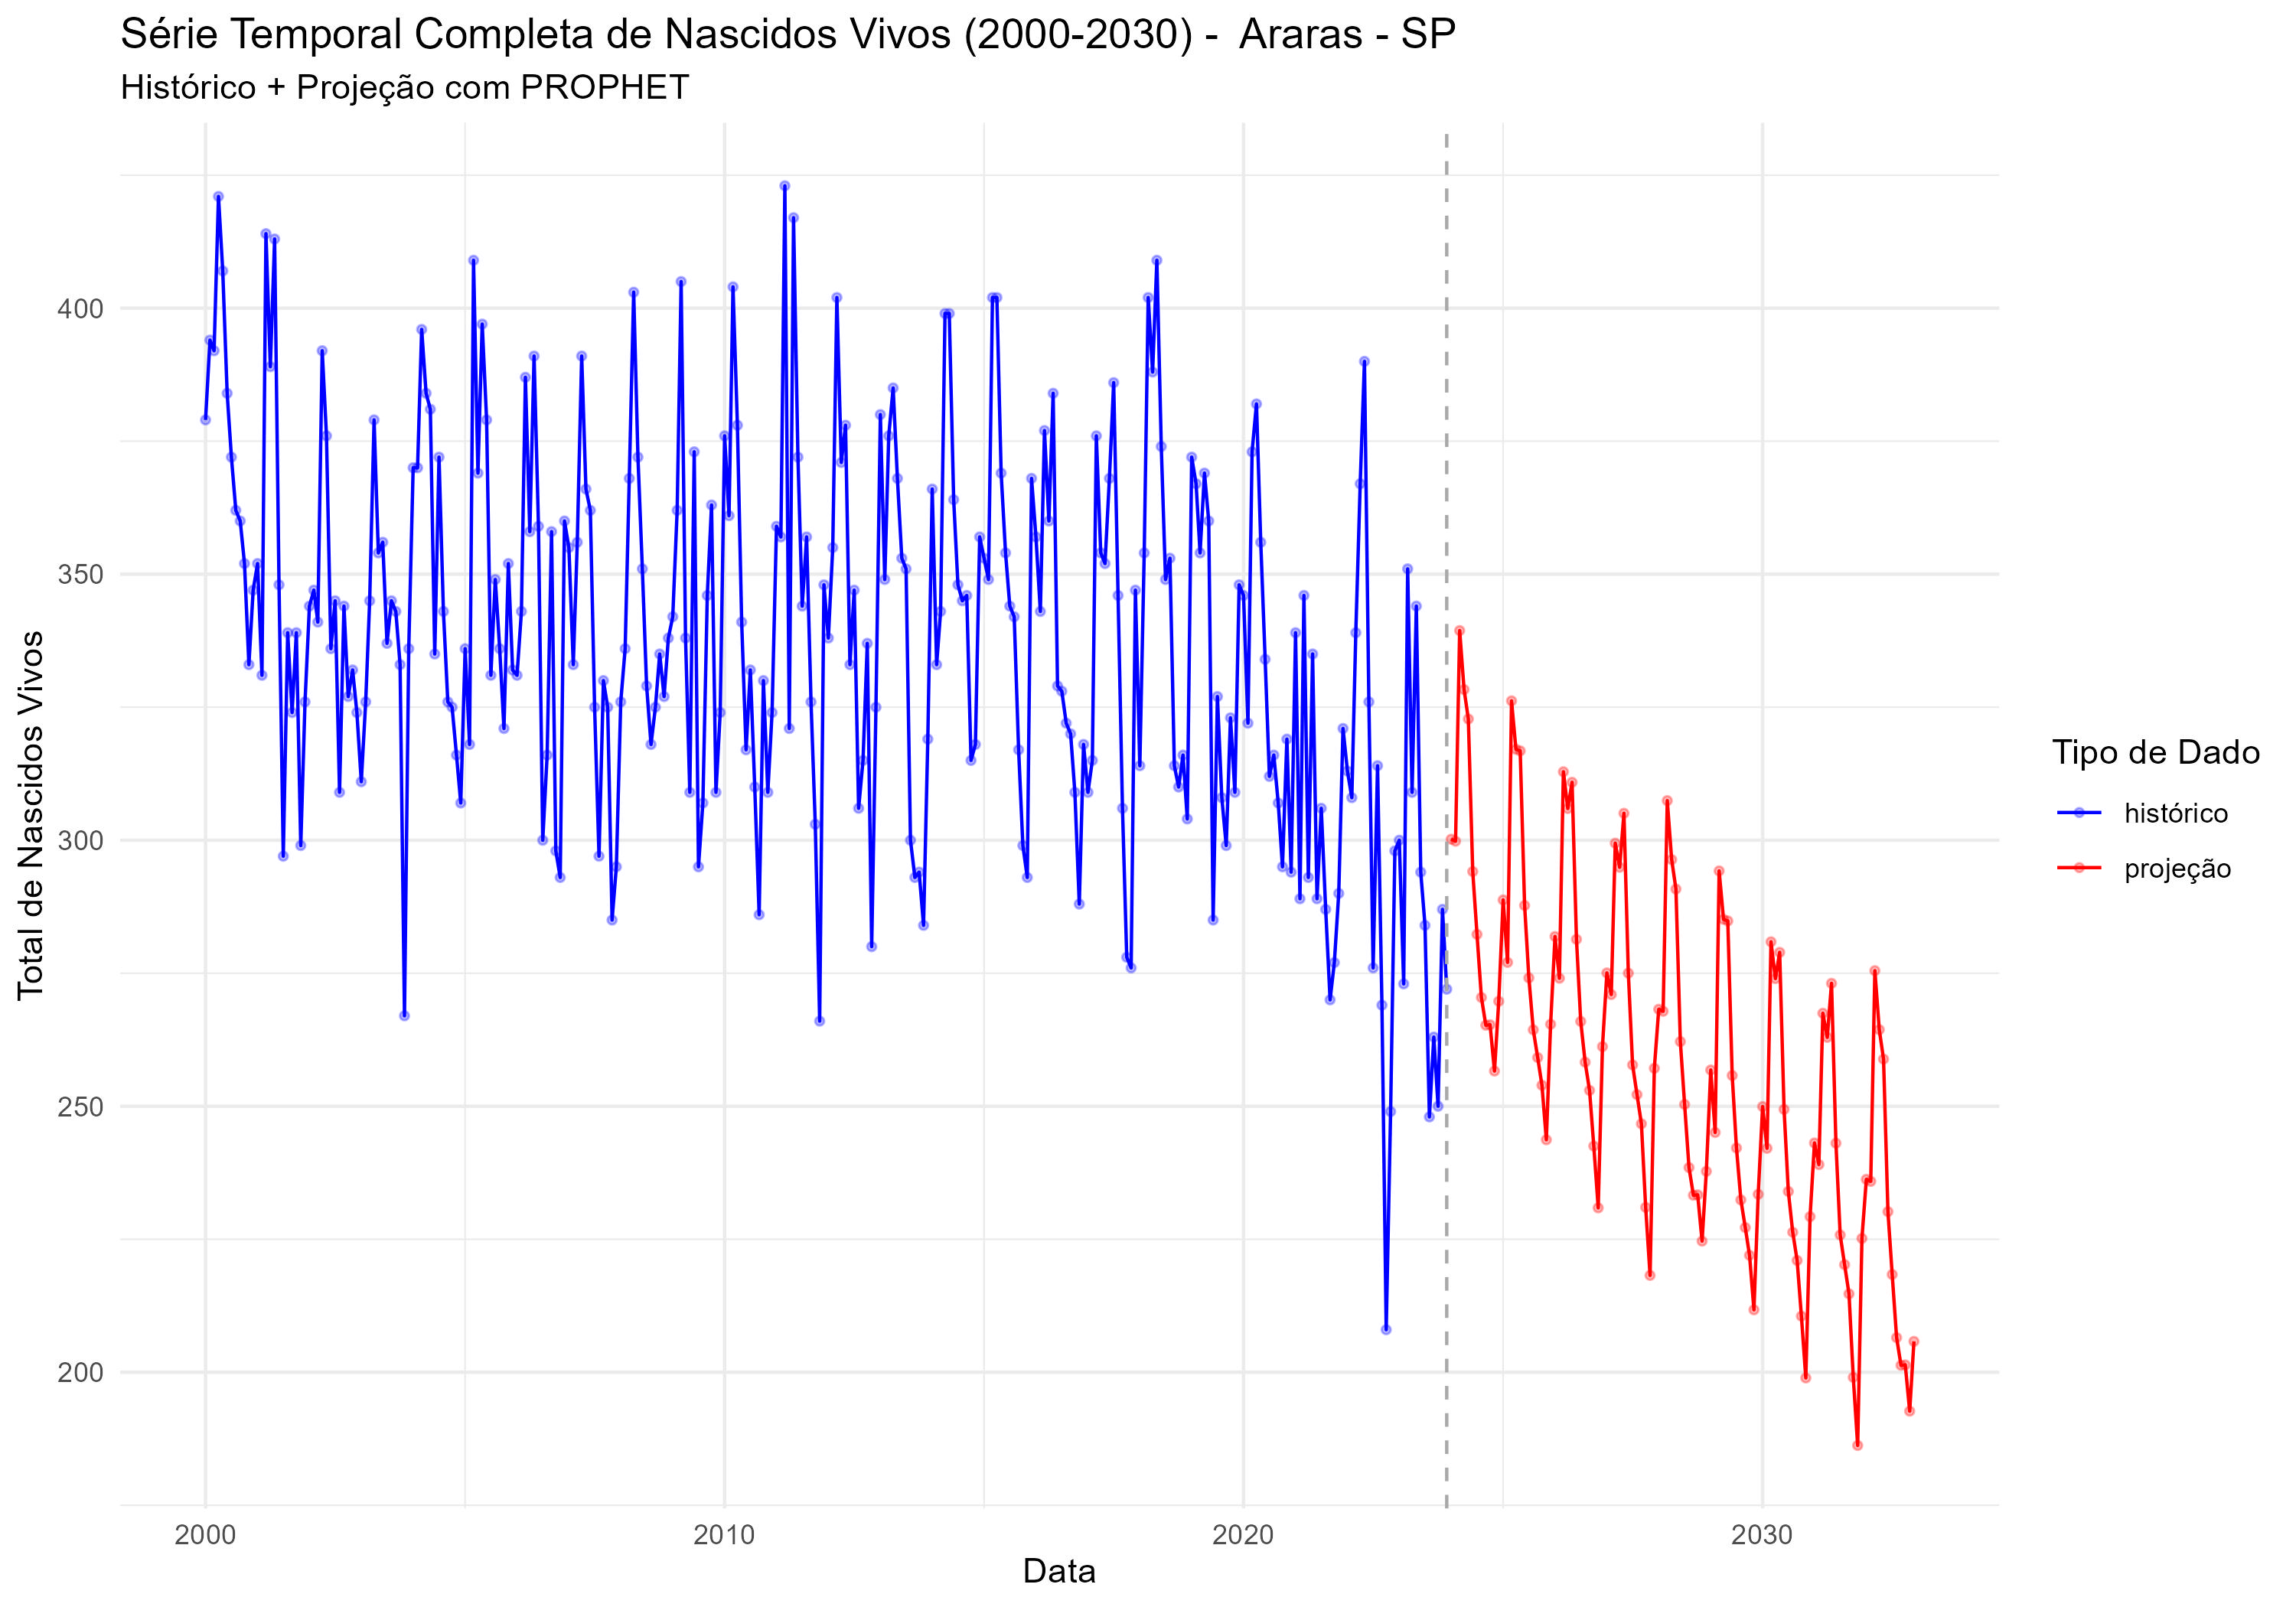 Série Temporal Completa de Nascidos Vivos (2000-2030) -  Araras - SP
Histórico + Projeção com PROPHET
Total de Nascidos Vivos
400
350
300
250
200
2000
2010
2020
2030
Data
Tipo de Dado
histórico
projeção